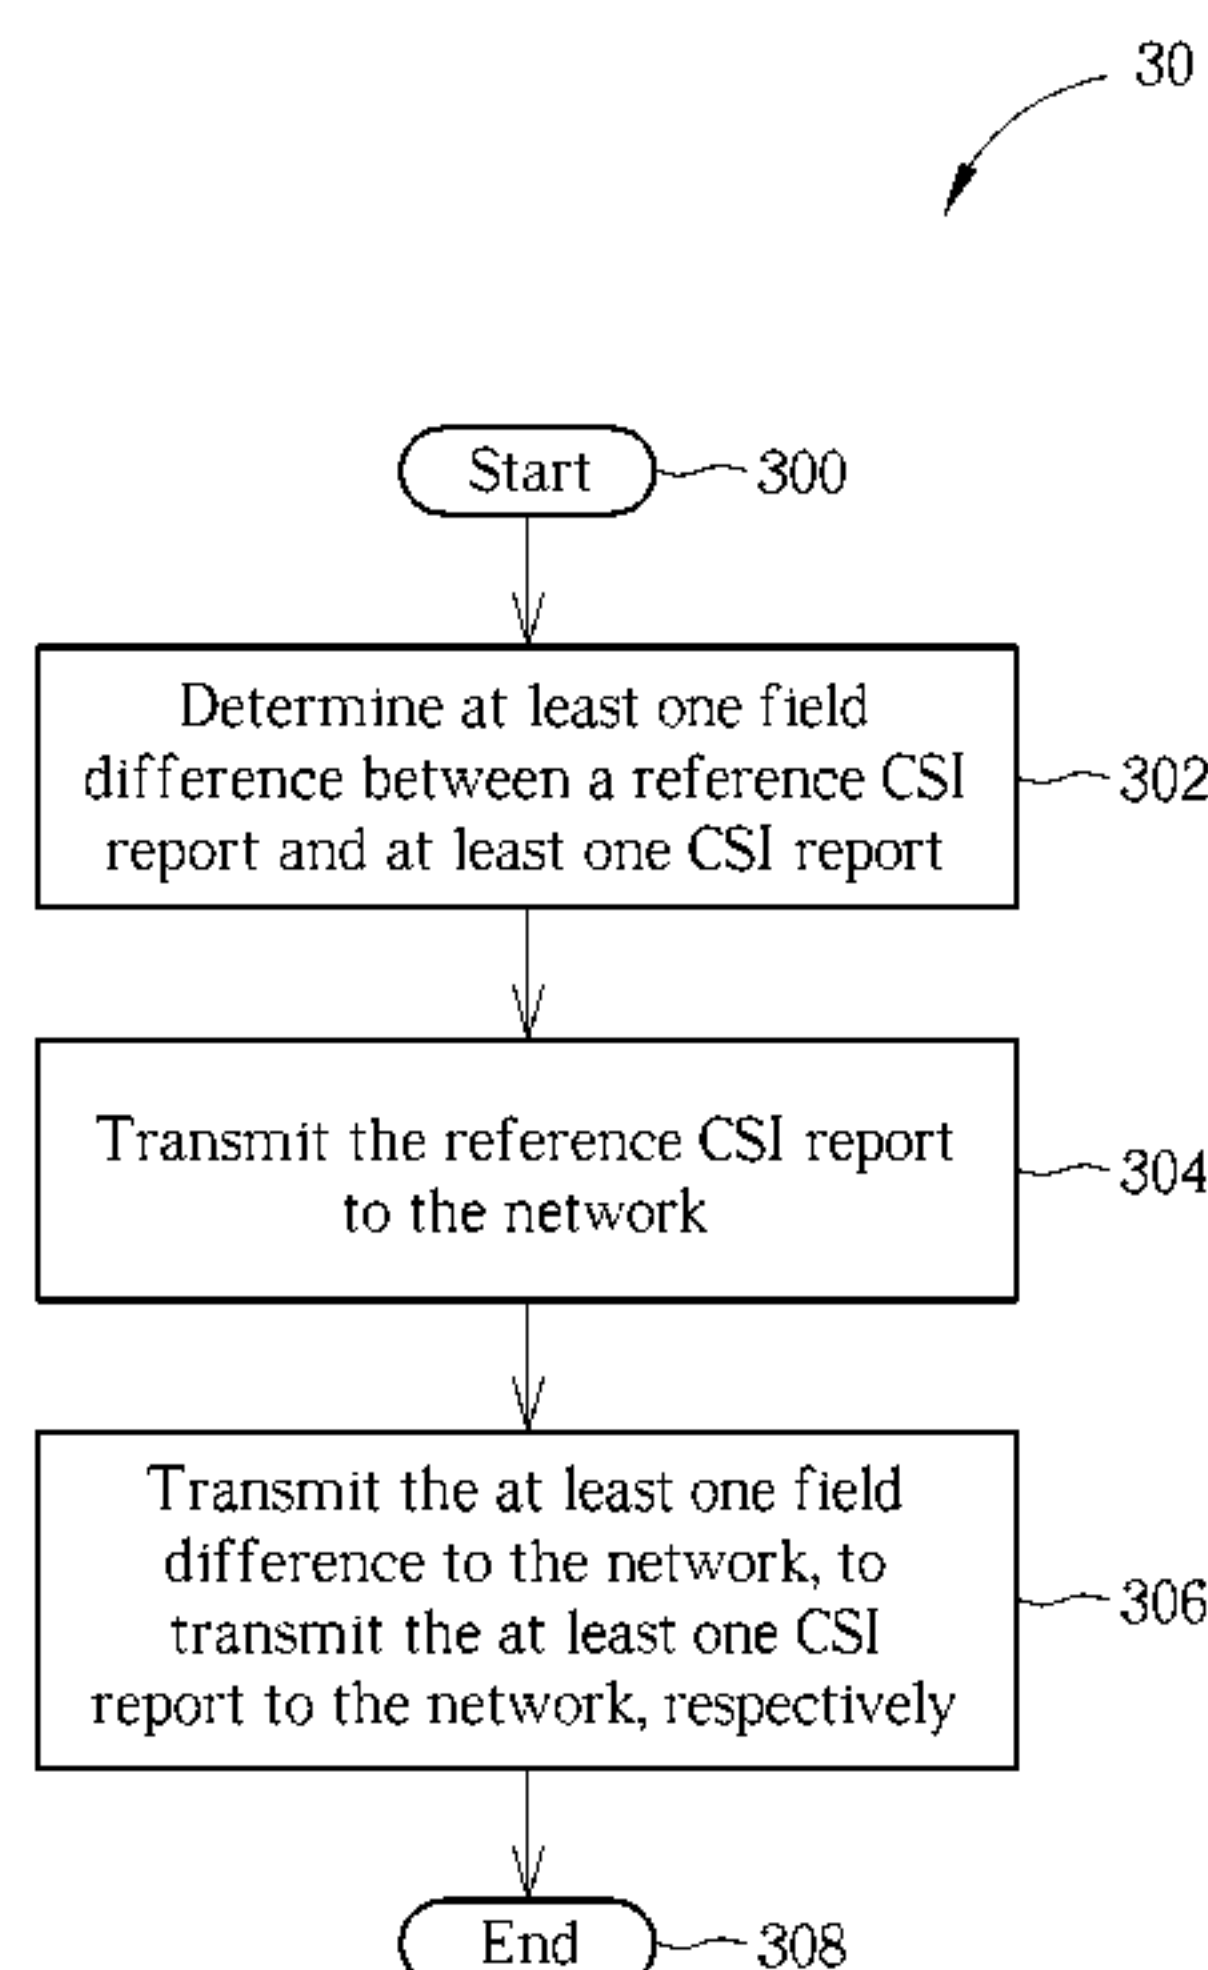 30
Start
300
Determine at least one field
difference between a reference CSI
report and at least one CSI report
302
Transmit the reference CSI report
to the network
304
Transmit the at least one field
difference to the network, to
transmit the at least one CSI
report to the network, respectively
306
End
308